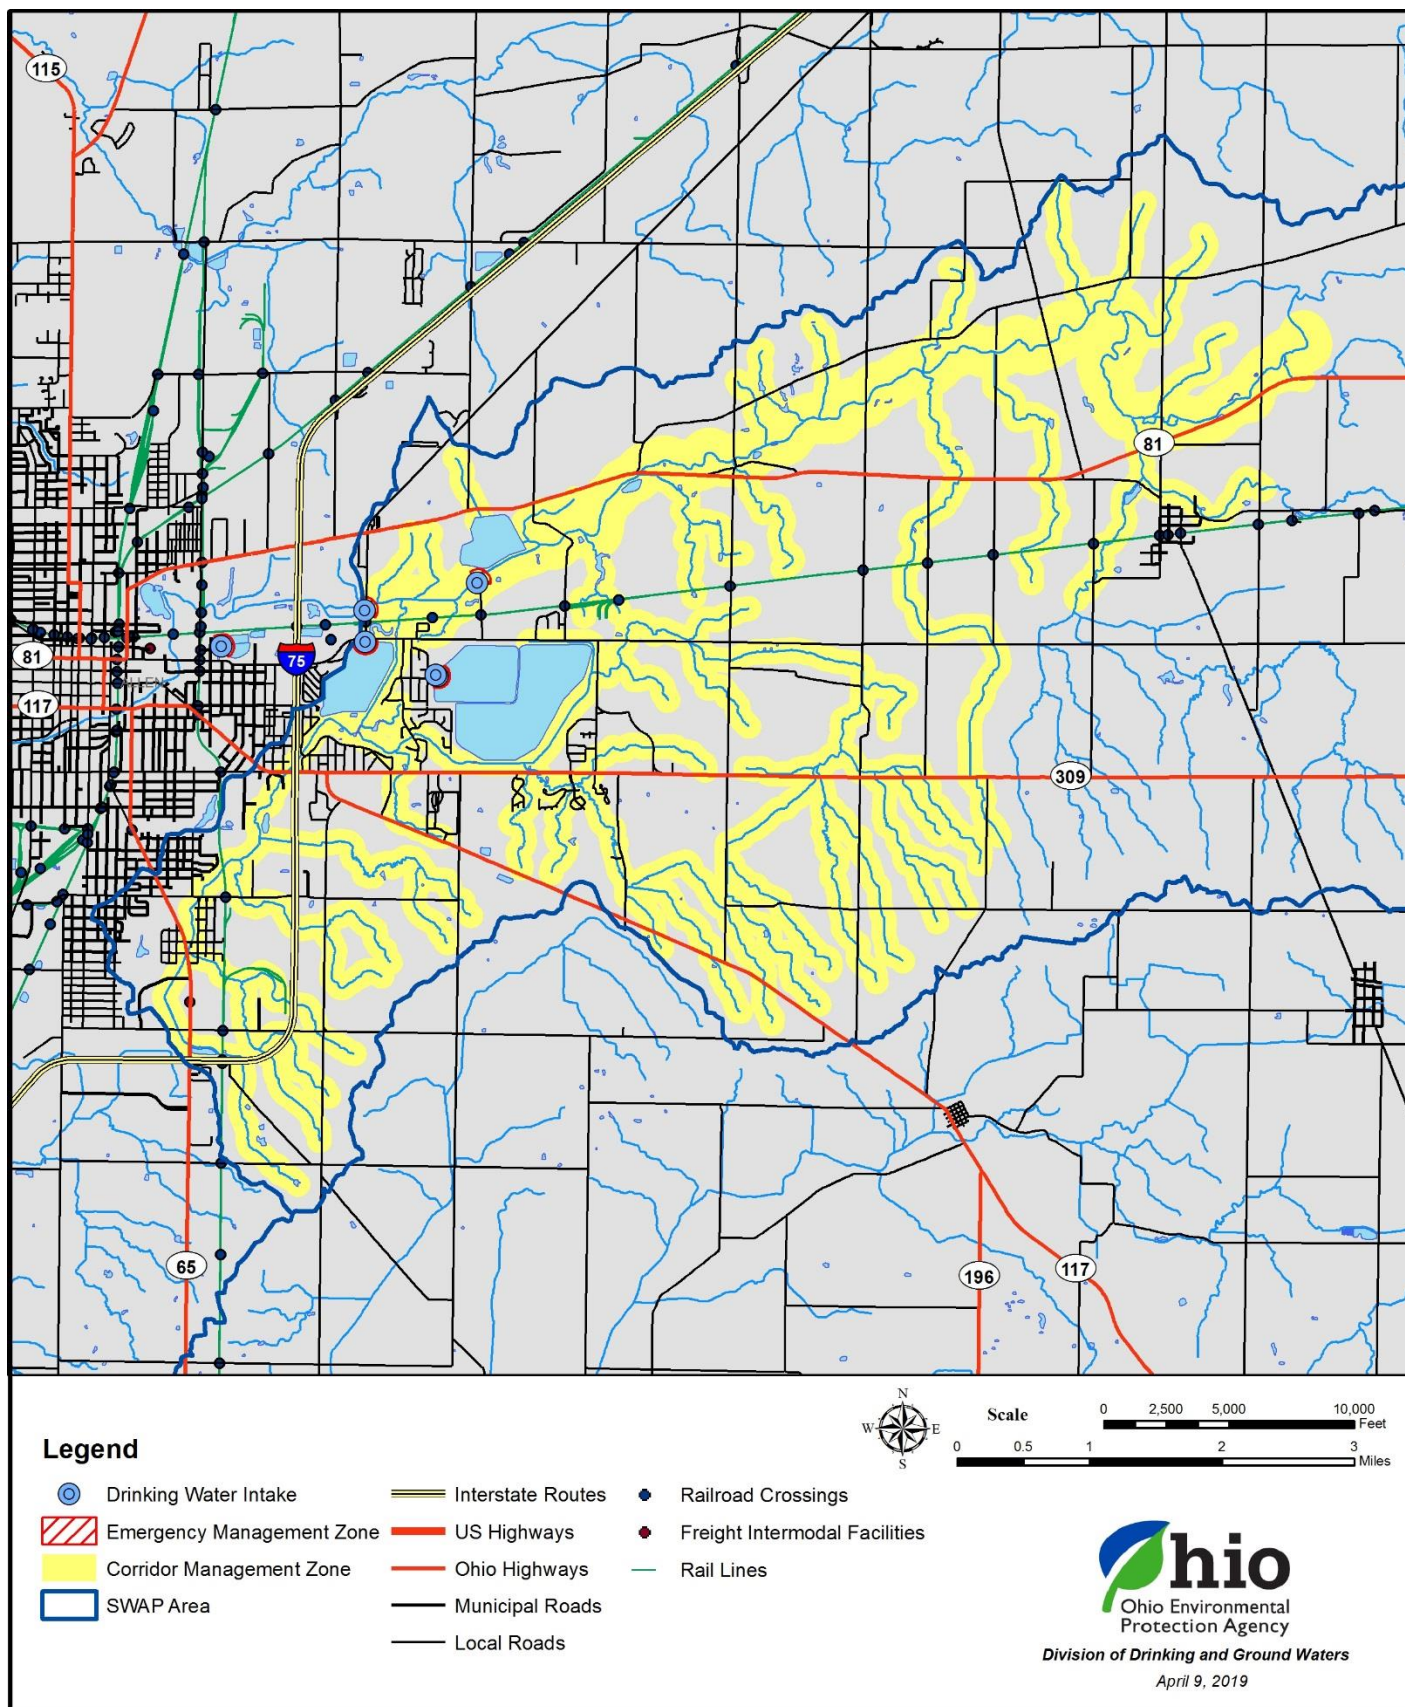 115
81
75
81
ALLEN
117
309
65
196
117
N
W E
S
Scale
0 2,500 5,000 10,000
Feet
0 0.5 1 2 3
Miles
Legend
Drinking Water Intake
Emergency Management Zone
Corridor Management Zone
SWAP Area
Interstate Routes
US Highways
Ohio Highways
Municipal Roads
Local Roads
Railroad Crossings
Freight Intermodal Facilities
Rail Lines
Ohio
Ohio Environmental
Protection Agency
Division of Drinking and Ground Waters
April 9, 2019